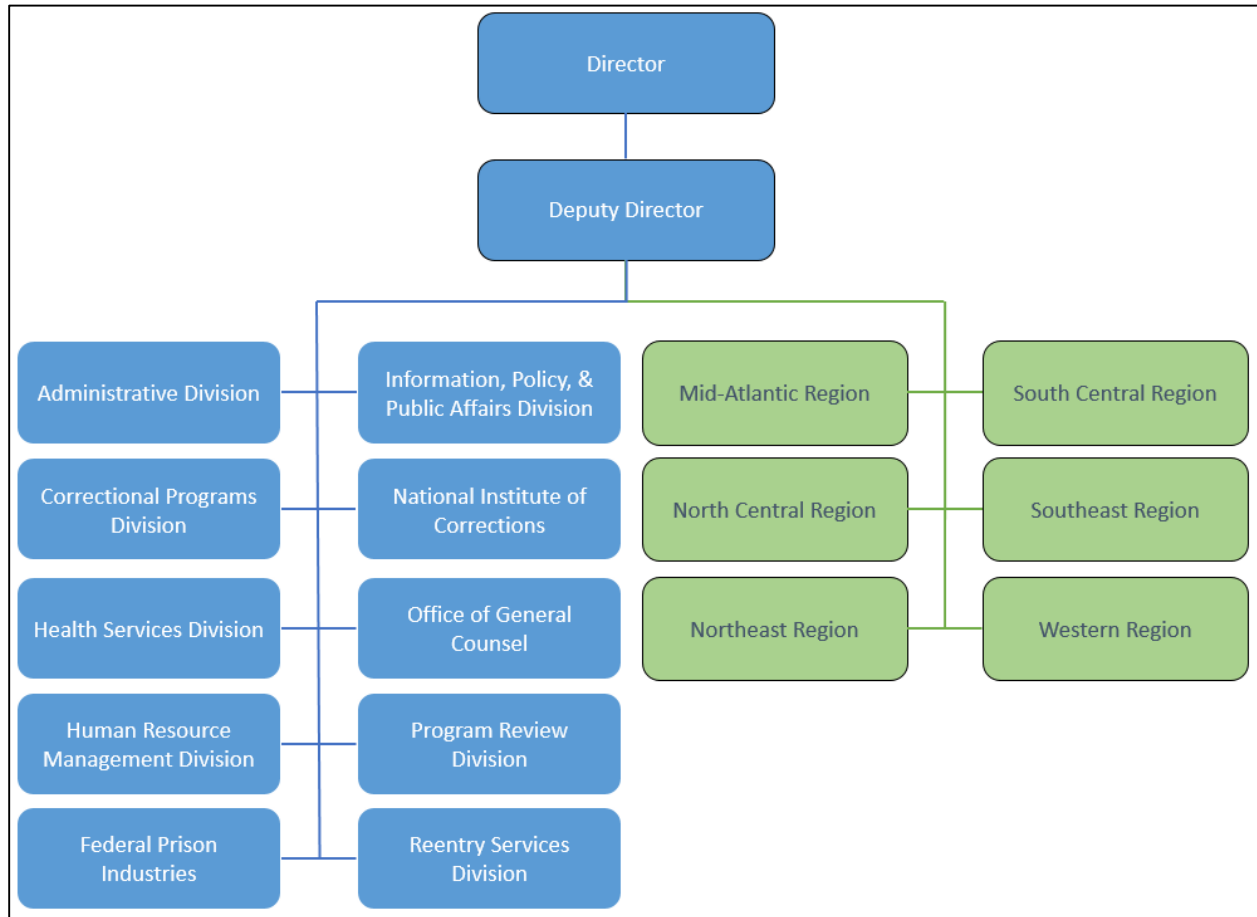 Director
Deputy Director
Administrative Division
Information, Policy, &
Public Affairs Division
Mid-Atlantic Region
South Central Region
Correctional Programs
Division
National Institute of
Corrections
North Central Region
Southeast Region
Health Services Division
Office of General
Counsel
Northeast Region
Western Region
Human Resource
Management Division
Program Review
Division
Federal Prison
Industries
Reentry Services
Division